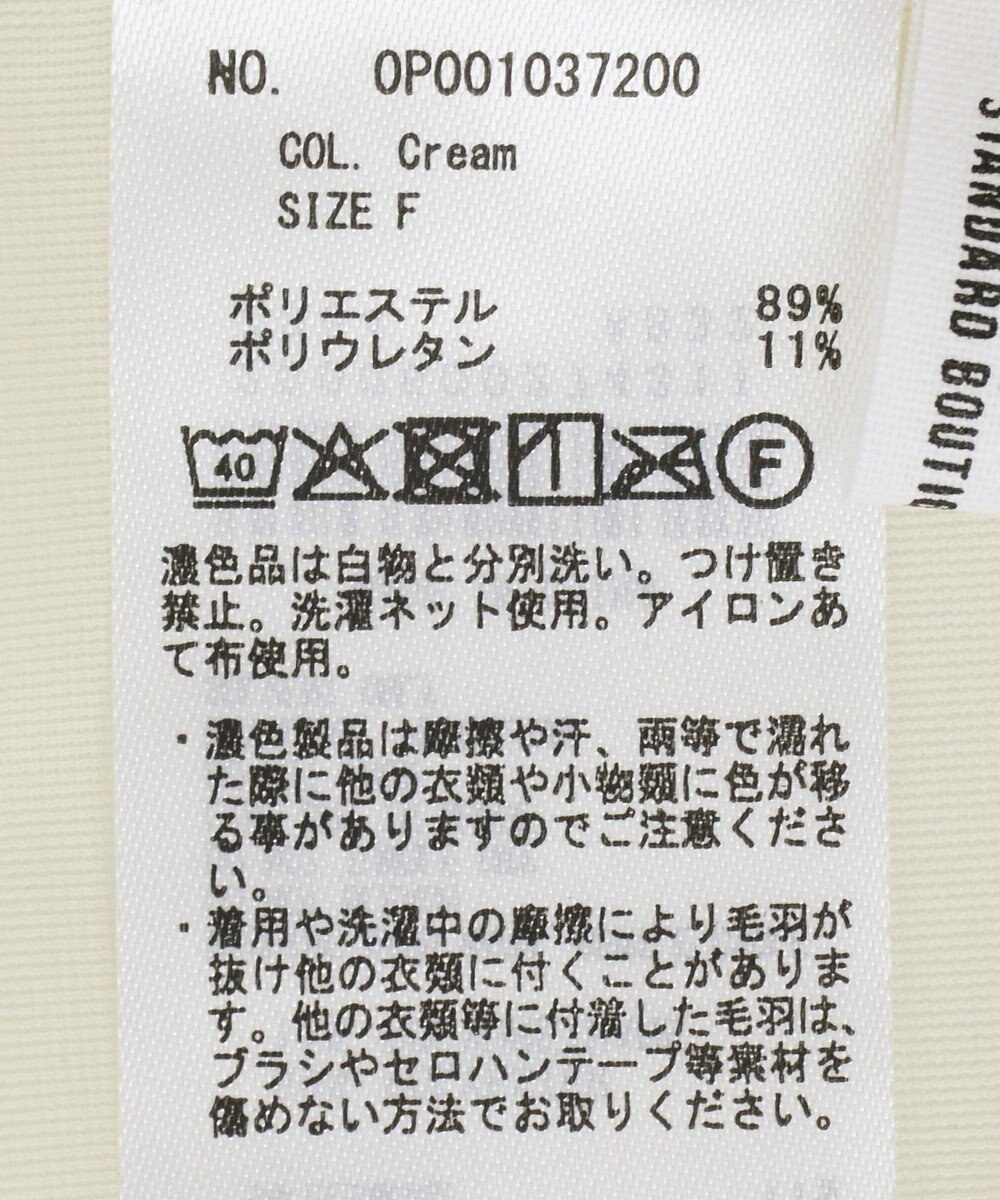 NO. OP001037200
COL. Cream
SIZE F
ポリエステル 89%
ポリウレタン 11%
40
F
濃色品は白物と分別洗い。つけ置き
禁止。洗濯ネット使用。アイロンあ
て布使用。
・濃色製品は摩擦や汗、雨等で濡れ
た際に他の衣類や小物類に色が移
る事がありますのでご注意くださ
い。
・着用や洗濯中の摩擦により毛羽が
抜け他の衣類に付くことがありま
す。他の衣類等に付着した毛羽は、
ブラシやセロハンテープ等素材を
傷めない方法でお取りください。
STANDARD BOUTI